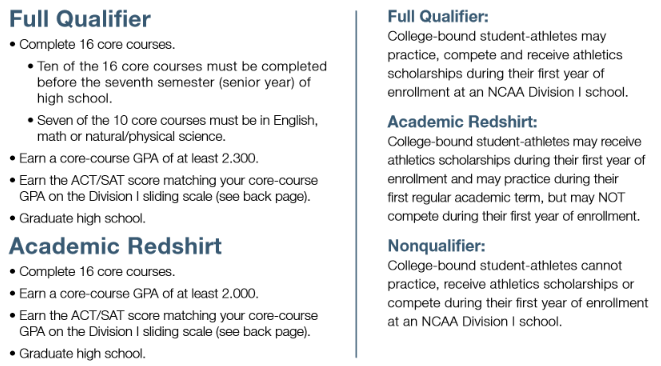 Full Qualifier
• Complete 16 core courses.
• Ten of the 16 core courses must be completed
before the seventh semester (senior year) of
high school.
• Seven of the 10 core courses must be in English,
math or natural/physical science.
• Earn a core-course GPA of at least 2.300.
• Earn the ACT/SAT score matching your core-course
GPA on the Division I sliding scale (see back page).
• Graduate high school.
Academic Redshirt
• Complete 16 core courses.
• Earn a core-course GPA of at least 2.000.
• Earn the ACT/SAT score matching your core-course
GPA on the Division I sliding scale (see back page).
• Graduate high school.
Full Qualifier:
College-bound student-athletes may
practice, compete and receive athletics
scholarships during their first year of
enrollment at an NCAA Division I school.
Academic Redshirt:
College-bound student-athletes may receive
athletics scholarships during their first year of
enrollment and may practice during their
first regular academic term, but may NOT
compete during their first year of enrollment.
Nonqualifier:
College-bound student-athletes cannot
practice, receive athletics scholarships or
compete during their first year of enrollment
at an NCAA Division I school.